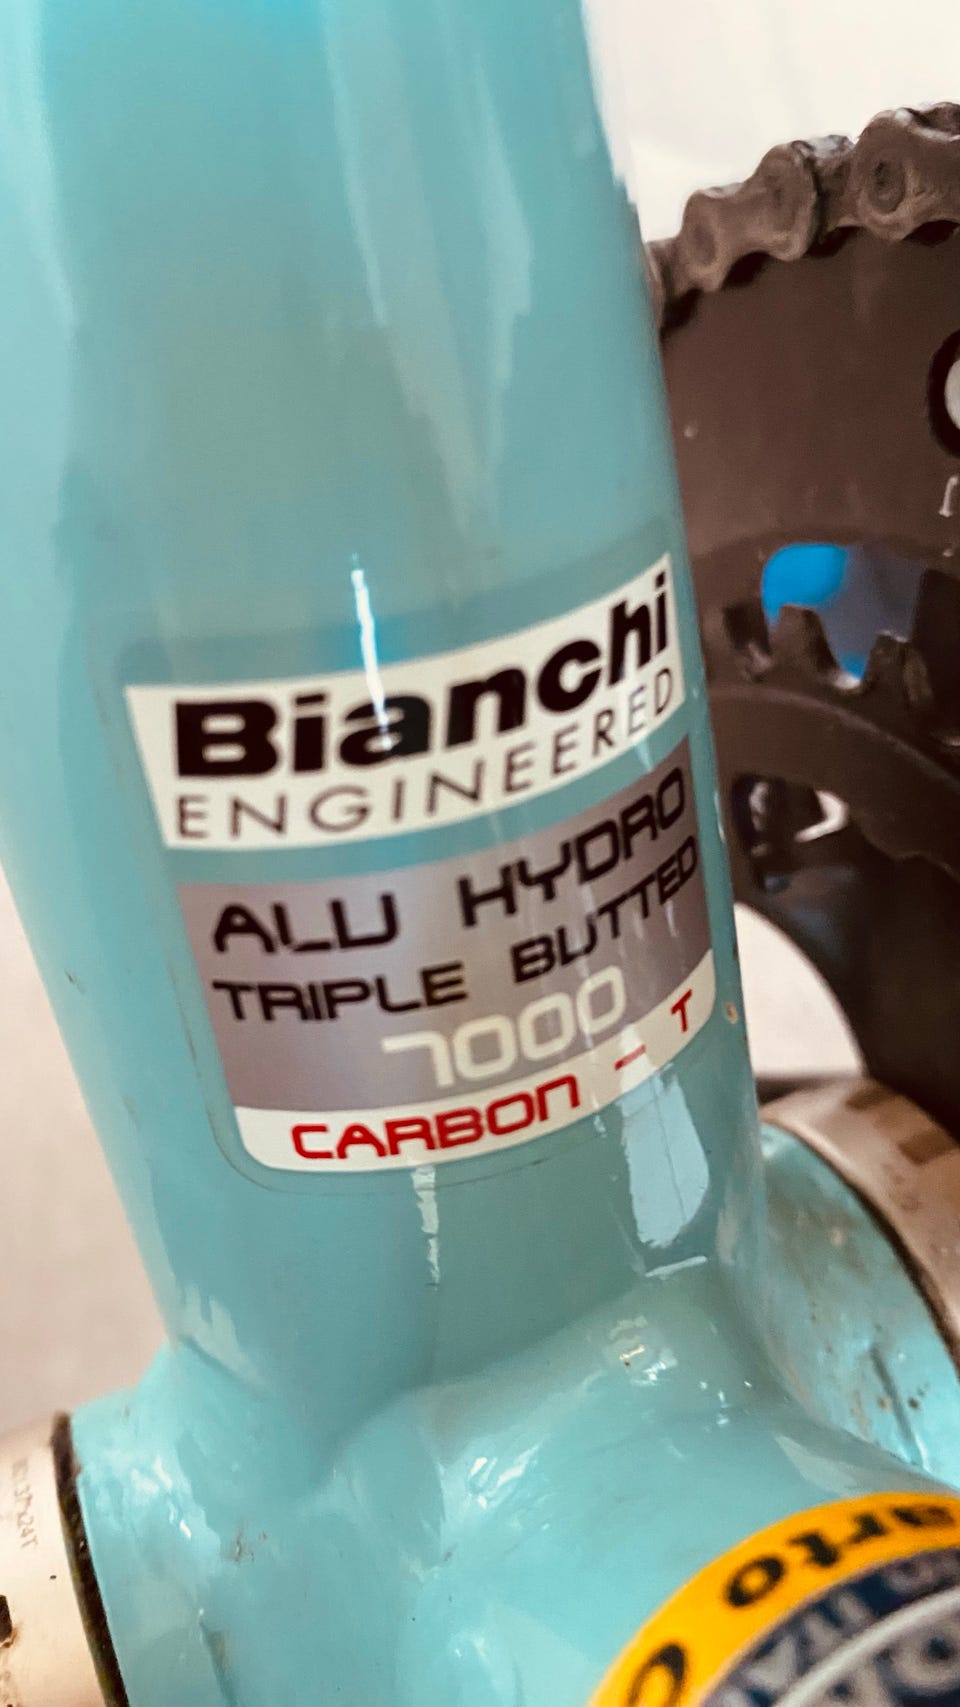 Bianchi
ENGINEERED
ALU HYDRO
TRIPLE BUTTED
7000
CARBON - T